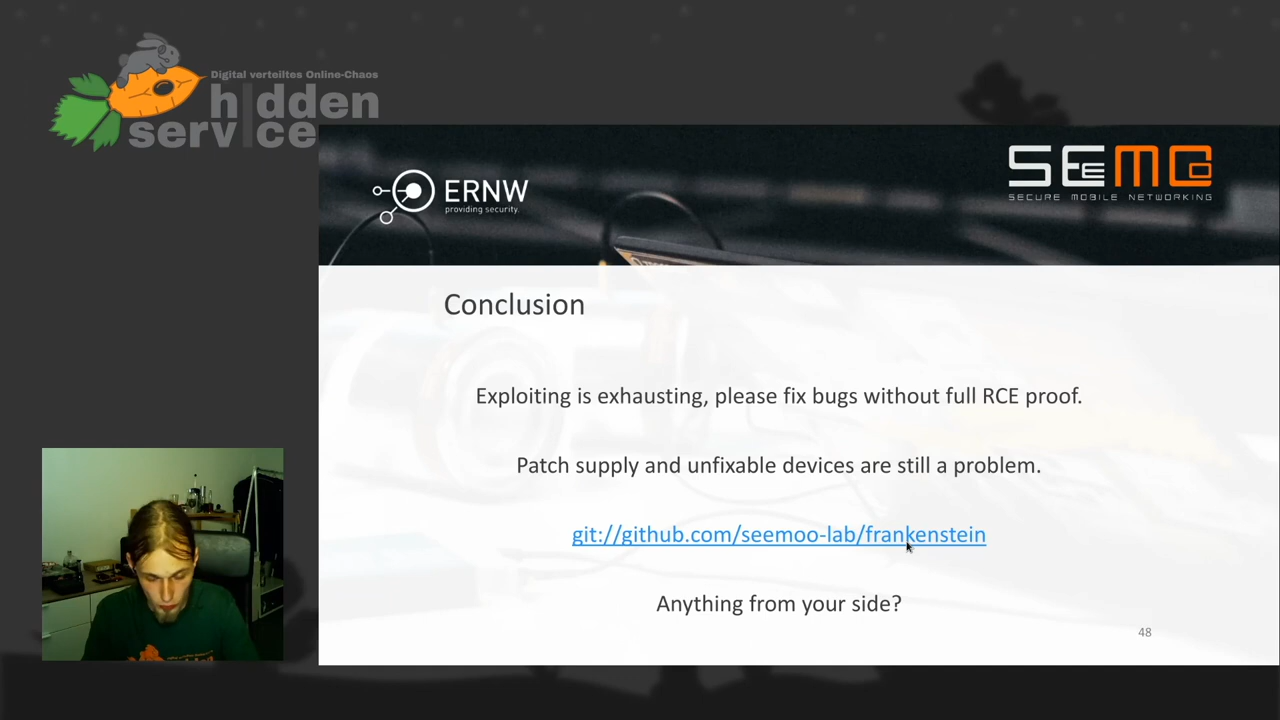 Digital verteiltes Online-Chaos
hidden
service
ERNW
providing security.
SEEMOO
SECURE MOBILE NETWORKING
Conclusion
Exploiting is exhausting, please fix bugs without full RCE proof.
Patch supply and unfixable devices are still a problem.
git://github.com/seemoo-lab/frankenstein
Anything from your side?
48